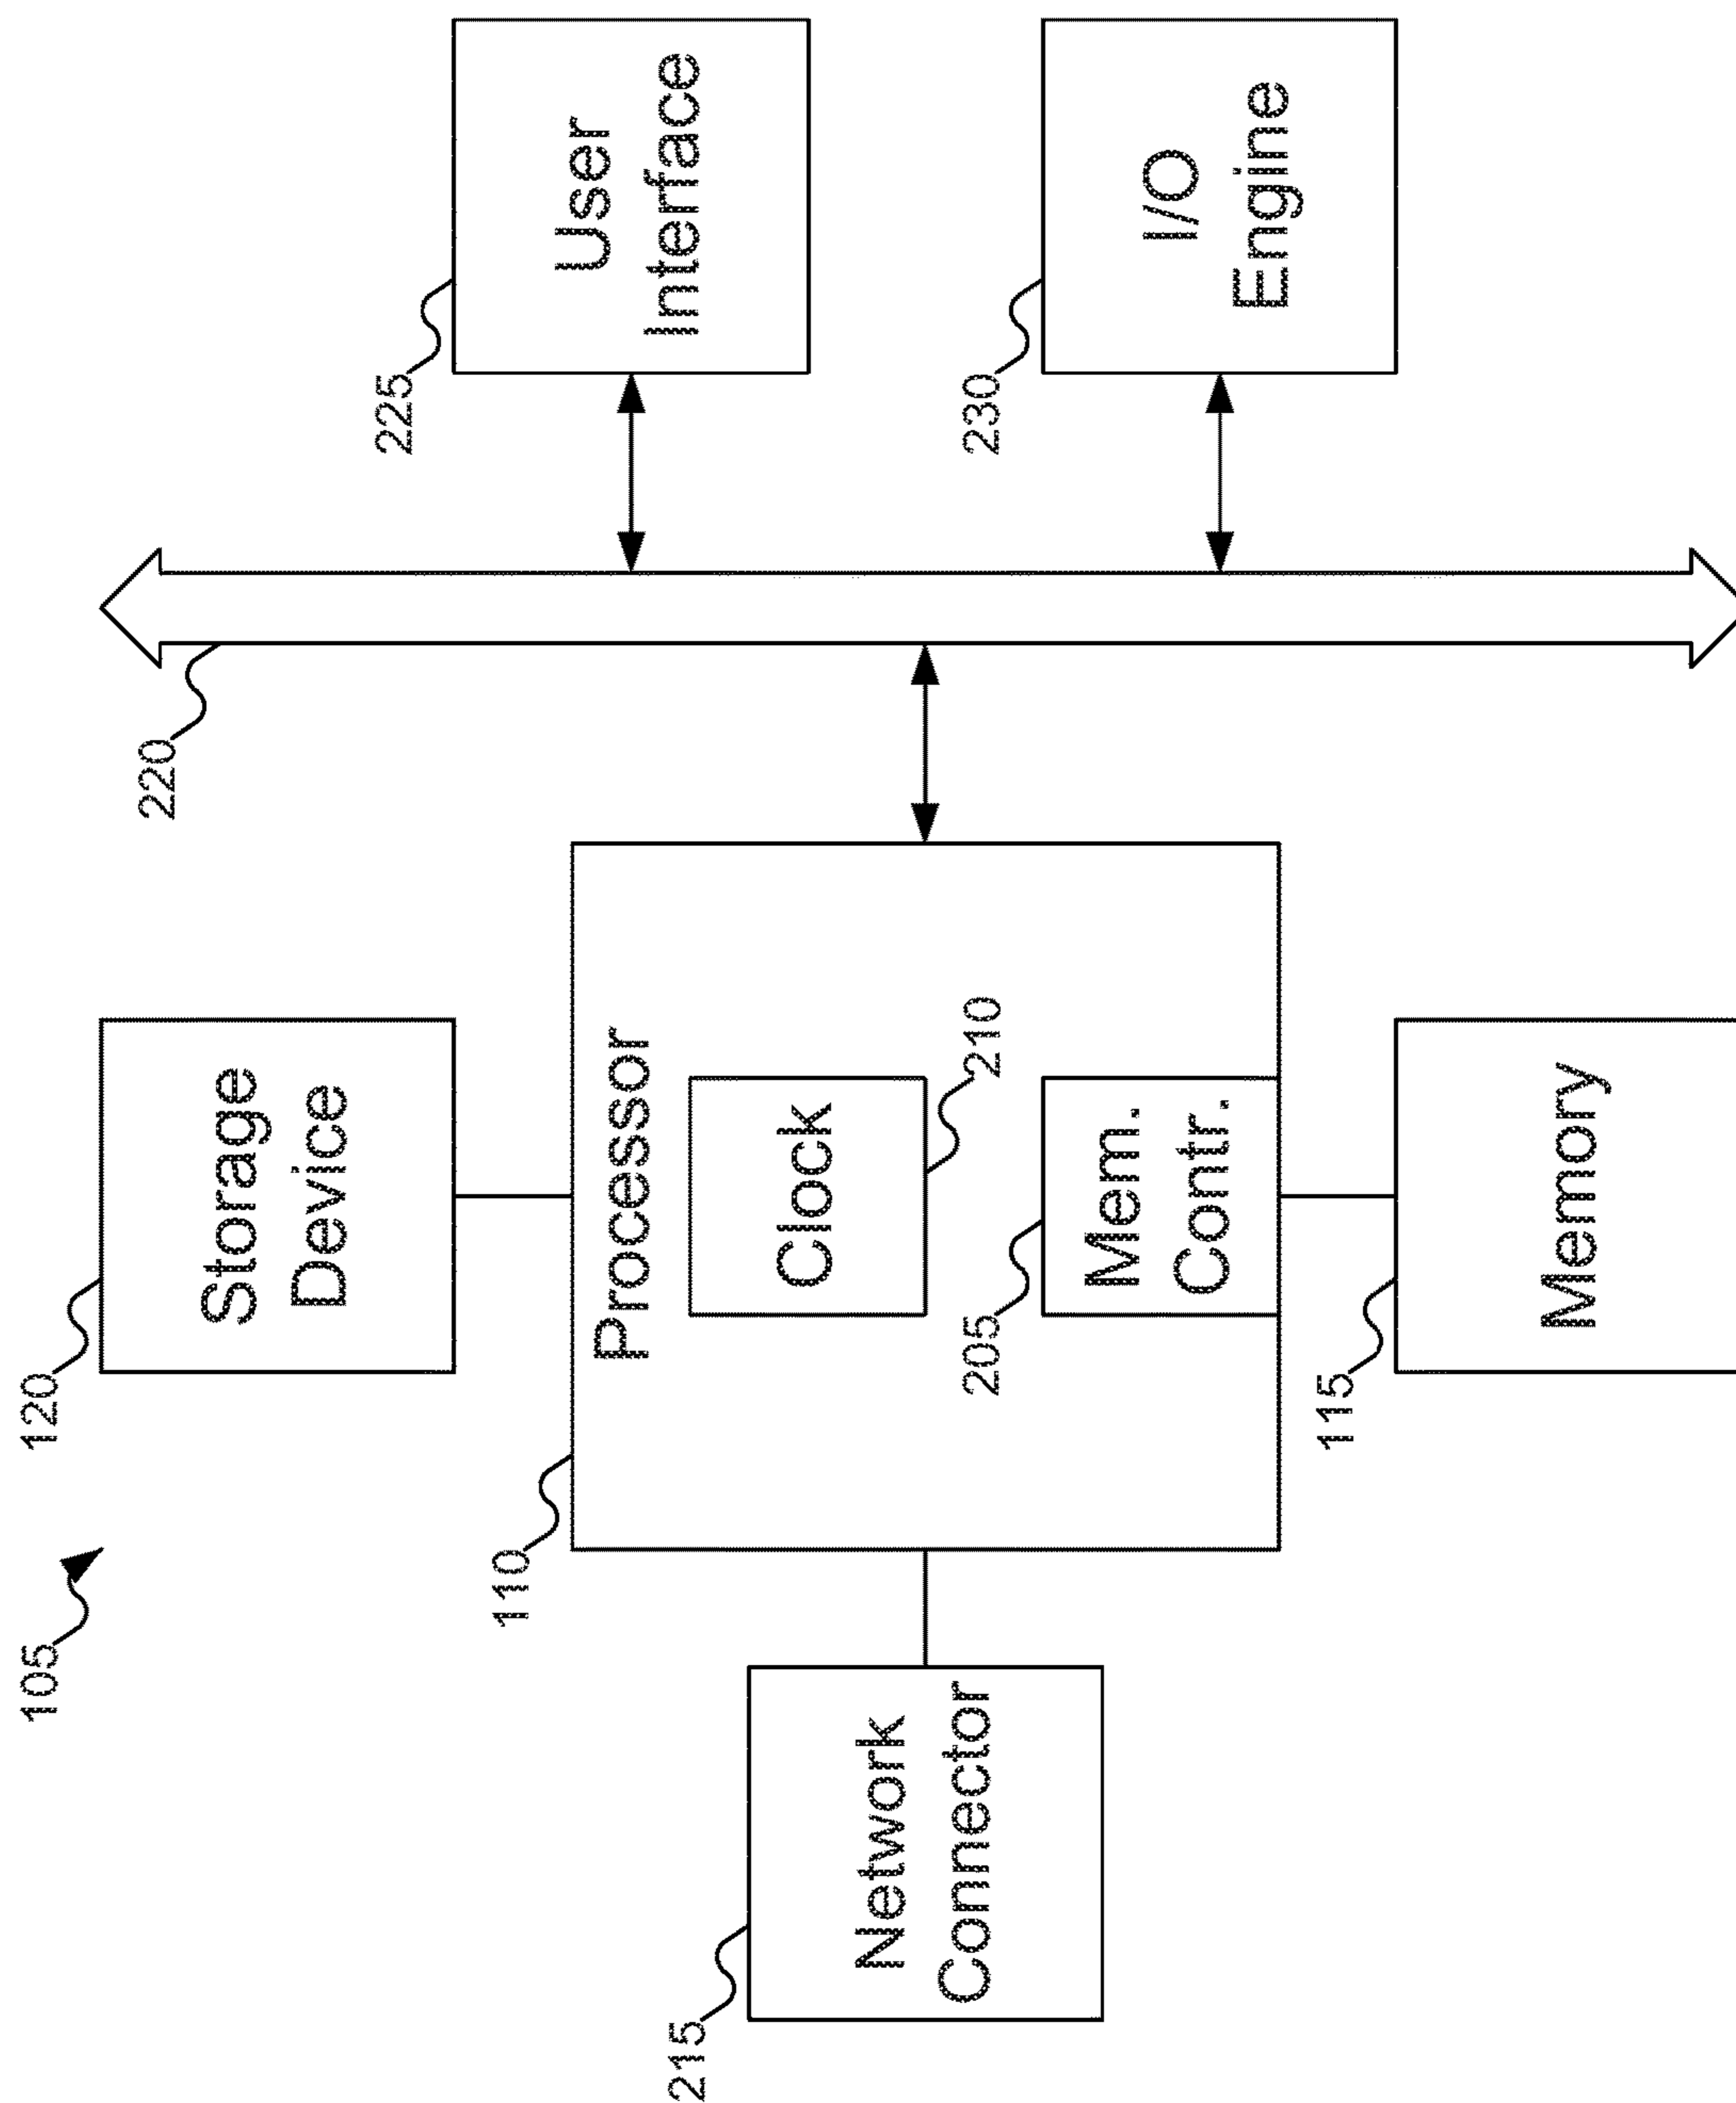 105
120
Storage
Device
220
225
User
Interface
110
Processor
Clock
210
215
Network
Connector
205
Mem.
Contr.
230
I/O
Engine
115
Memory